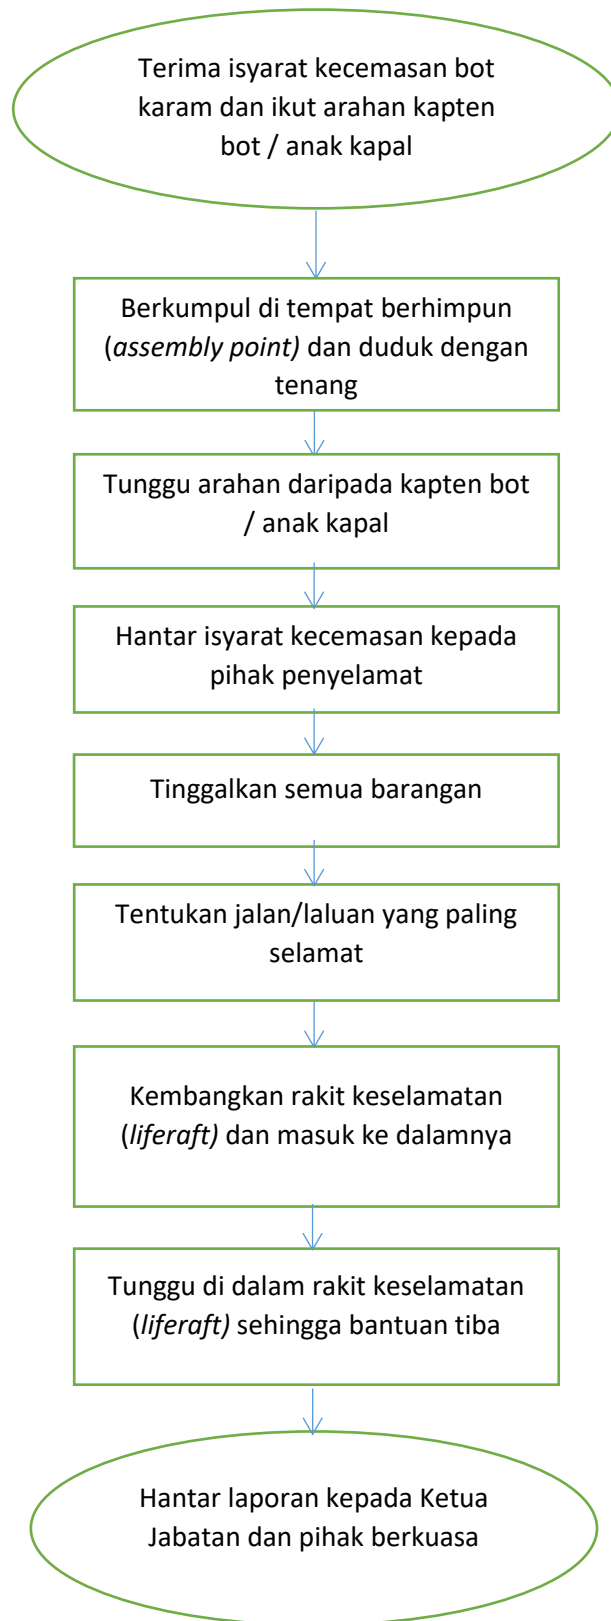 Terima isyarat kecemasan bot
karam dan ikut arahan kapten
bot / anak kapal
Berkumpul di tempat berhimpun
(assembly point) dan duduk dengan
tenang
Tunggu arahan daripada kapten bot
/ anak kapal
Hantar isyarat kecemasan kepada
pihak penyelamat
Tinggalkan semua barangan
Tentukan jalan/laluan yang paling
selamat
Kembangkan rakit keselamatan
(liferaft) dan masuk ke dalamnya
Tunggu di dalam rakit keselamatan
(liferaft) sehingga bantuan tiba
Hantar laporan kepada Ketua
Jabatan dan pihak berkuasa